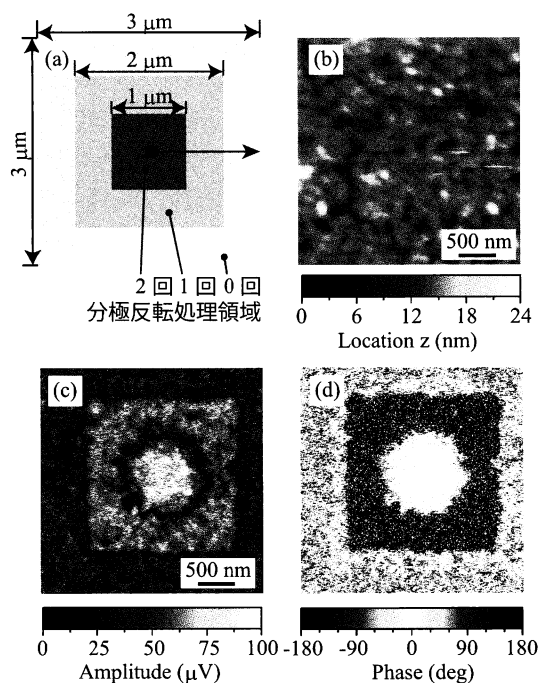 3 μm
(a)
2 μm
1 μm
3 μm
2回1回0回
分極反転処理領域
(b)
500 nm
0 6 12 18 24
Location z (nm)
(c)
500 nm
0 25 50 75 100
Amplitude (μV)
(d)
-180 -90 0 90 180
Phase (deg)